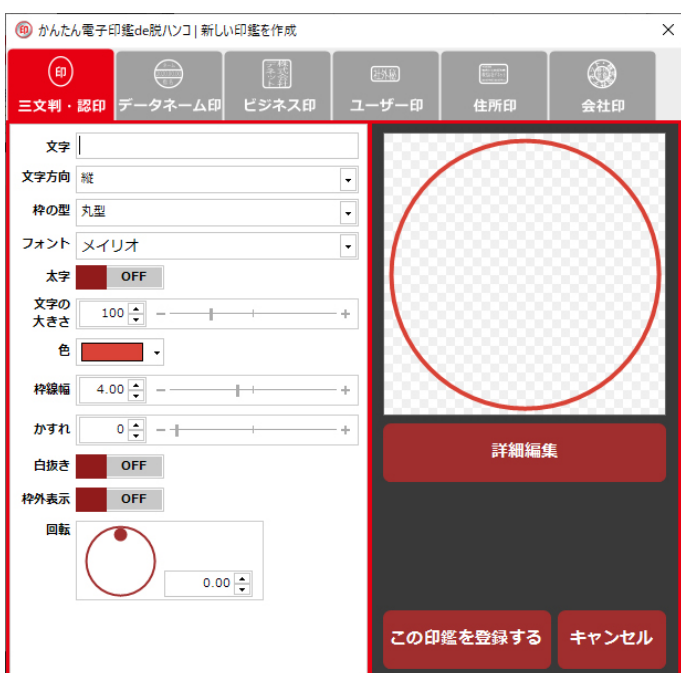 かんたん電子印鑑de脱ハンコ | 新しい印鑑を作成
印
三文判・認印
データネーム印
ビジネス印
社外秘
ユーザー印
住所印
会社印
文字
文字方向 縦
枠の型 丸型
フォント メイリオ
太字 OFF
文字の
大きさ 100
色
枠線幅 4.00
かすれ 0
白抜き OFF
枠外表示 OFF
回転
0.00
詳細編集
この印鑑を登録する
キャンセル